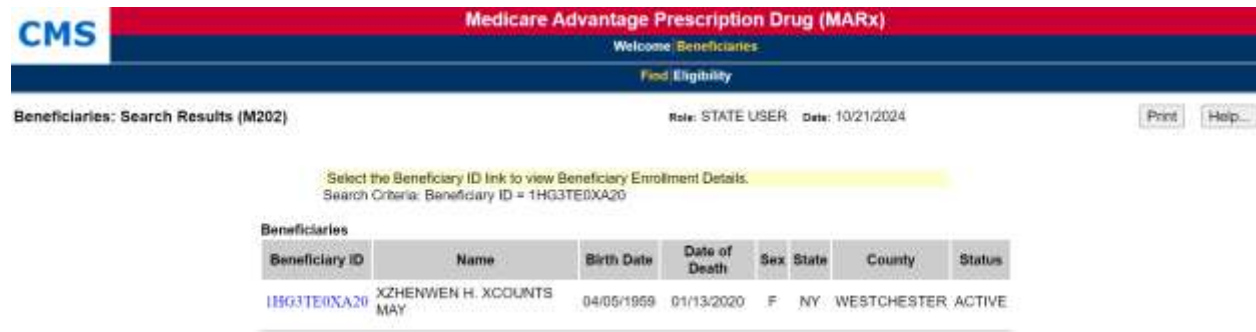 CMS
Medicare Advantage Prescription Drug (MARx)
Welcome|Beneficiaries
Find|Eligibility
Beneficiaries: Search Results (M202)
Role: STATE USER Date: 10/21/2024
Print Help...
Select the Beneficiary ID link to view Beneficiary Enrollment Details.
Search Criteria: Beneficiary ID = 1HG3TE0XA20
Beneficiaries
Beneficiary ID Name Birth Date Date of Death Sex State County Status
1HG3TE0XA20 XZHENWEN H. XCOUNTS MAY 04/05/1959 01/13/2020 F NY WESTCHESTER ACTIVE